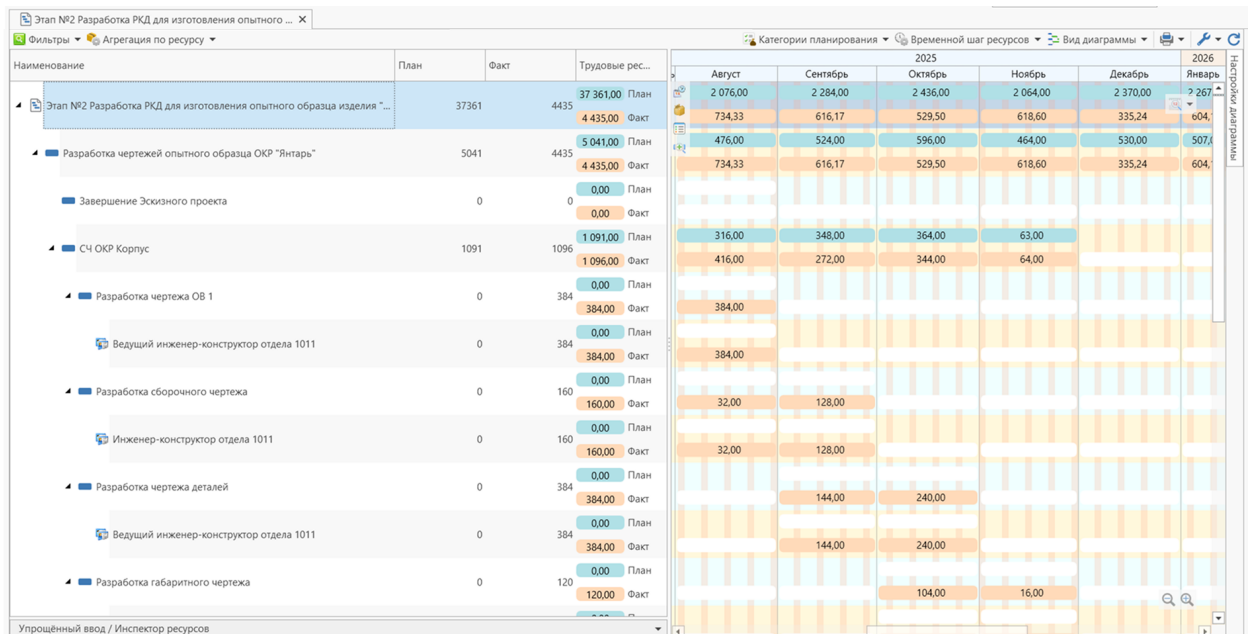 Этап №2 Разработка РКД для изготовления опытного ...
Фильтры Агрегация по ресурсу Категории планирования Временной шаг ресурсов Вид диаграммы
Наименование План Факт Трудовые рес...
2025 2026
Август Сентябрь Октябрь Ноябрь Декабрь Январь
Настройки диаграммы
Этап №2 Разработка РКД для изготовления опытного образца изделия "... 37361 4435
37 361,00 План 2 076,00 2 284,00 2 436,00 2 064,00 2 370,00 2 267
4 435,00 Факт 734,33 616,17 529,50 618,60 335,24 604,
Разработка чертежей опытного образца ОКР "Янтарь" 5041 4435
5 041,00 План 476,00 524,00 596,00 464,00 530,00 507,
4 435,00 Факт 734,33 616,17 529,50 618,60 335,24 604,
Завершение Эскизного проекта 0 0
0,00 План
0,00 Факт
СЧ ОКР Корпус 1091 1096
1 091,00 План 316,00 348,00 364,00 63,00
1 096,00 Факт 416,00 272,00 344,00 64,00
Разработка чертежа ОВ 1 0 384
0,00 План
384,00 Факт 384,00
Ведущий инженер-конструктор отдела 1011 0 384
0,00 План
384,00 Факт 384,00
Разработка сборочного чертежа 0 160
0,00 План
160,00 Факт 32,00 128,00
Инженер-конструктор отдела 1011 0 160
0,00 План
160,00 Факт 32,00 128,00
Разработка чертежа деталей 0 384
0,00 План
384,00 Факт 144,00 240,00
Ведущий инженер-конструктор отдела 1011 0 384
0,00 План
384,00 Факт 144,00 240,00
Разработка габаритного чертежа 0 120
0,00 План
120,00 Факт 104,00 16,00
Упрощённый ввод / Инспектор ресурсов